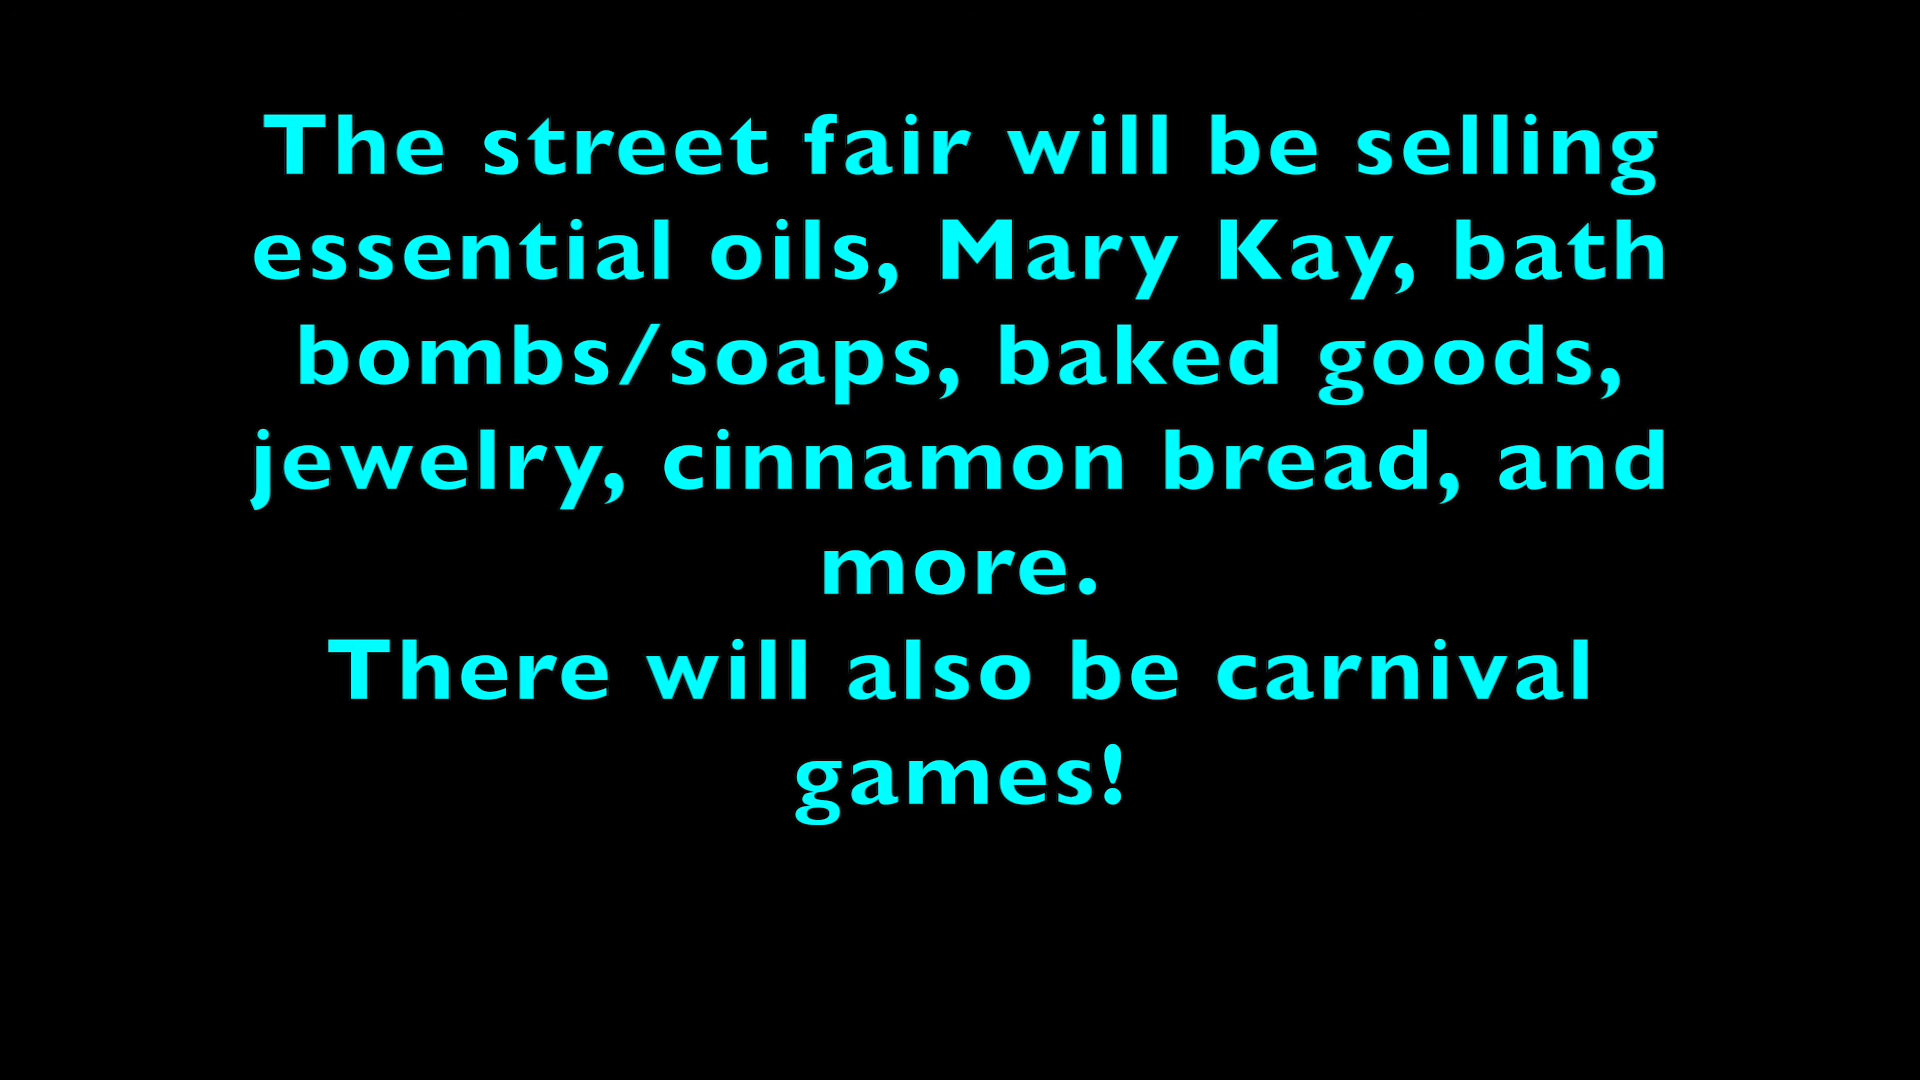 The street fair will be selling
essential oils, Mary Kay, bath
bombs/soaps, baked goods,
jewelry, cinnamon bread, and
more.
There will also be carnival
games!